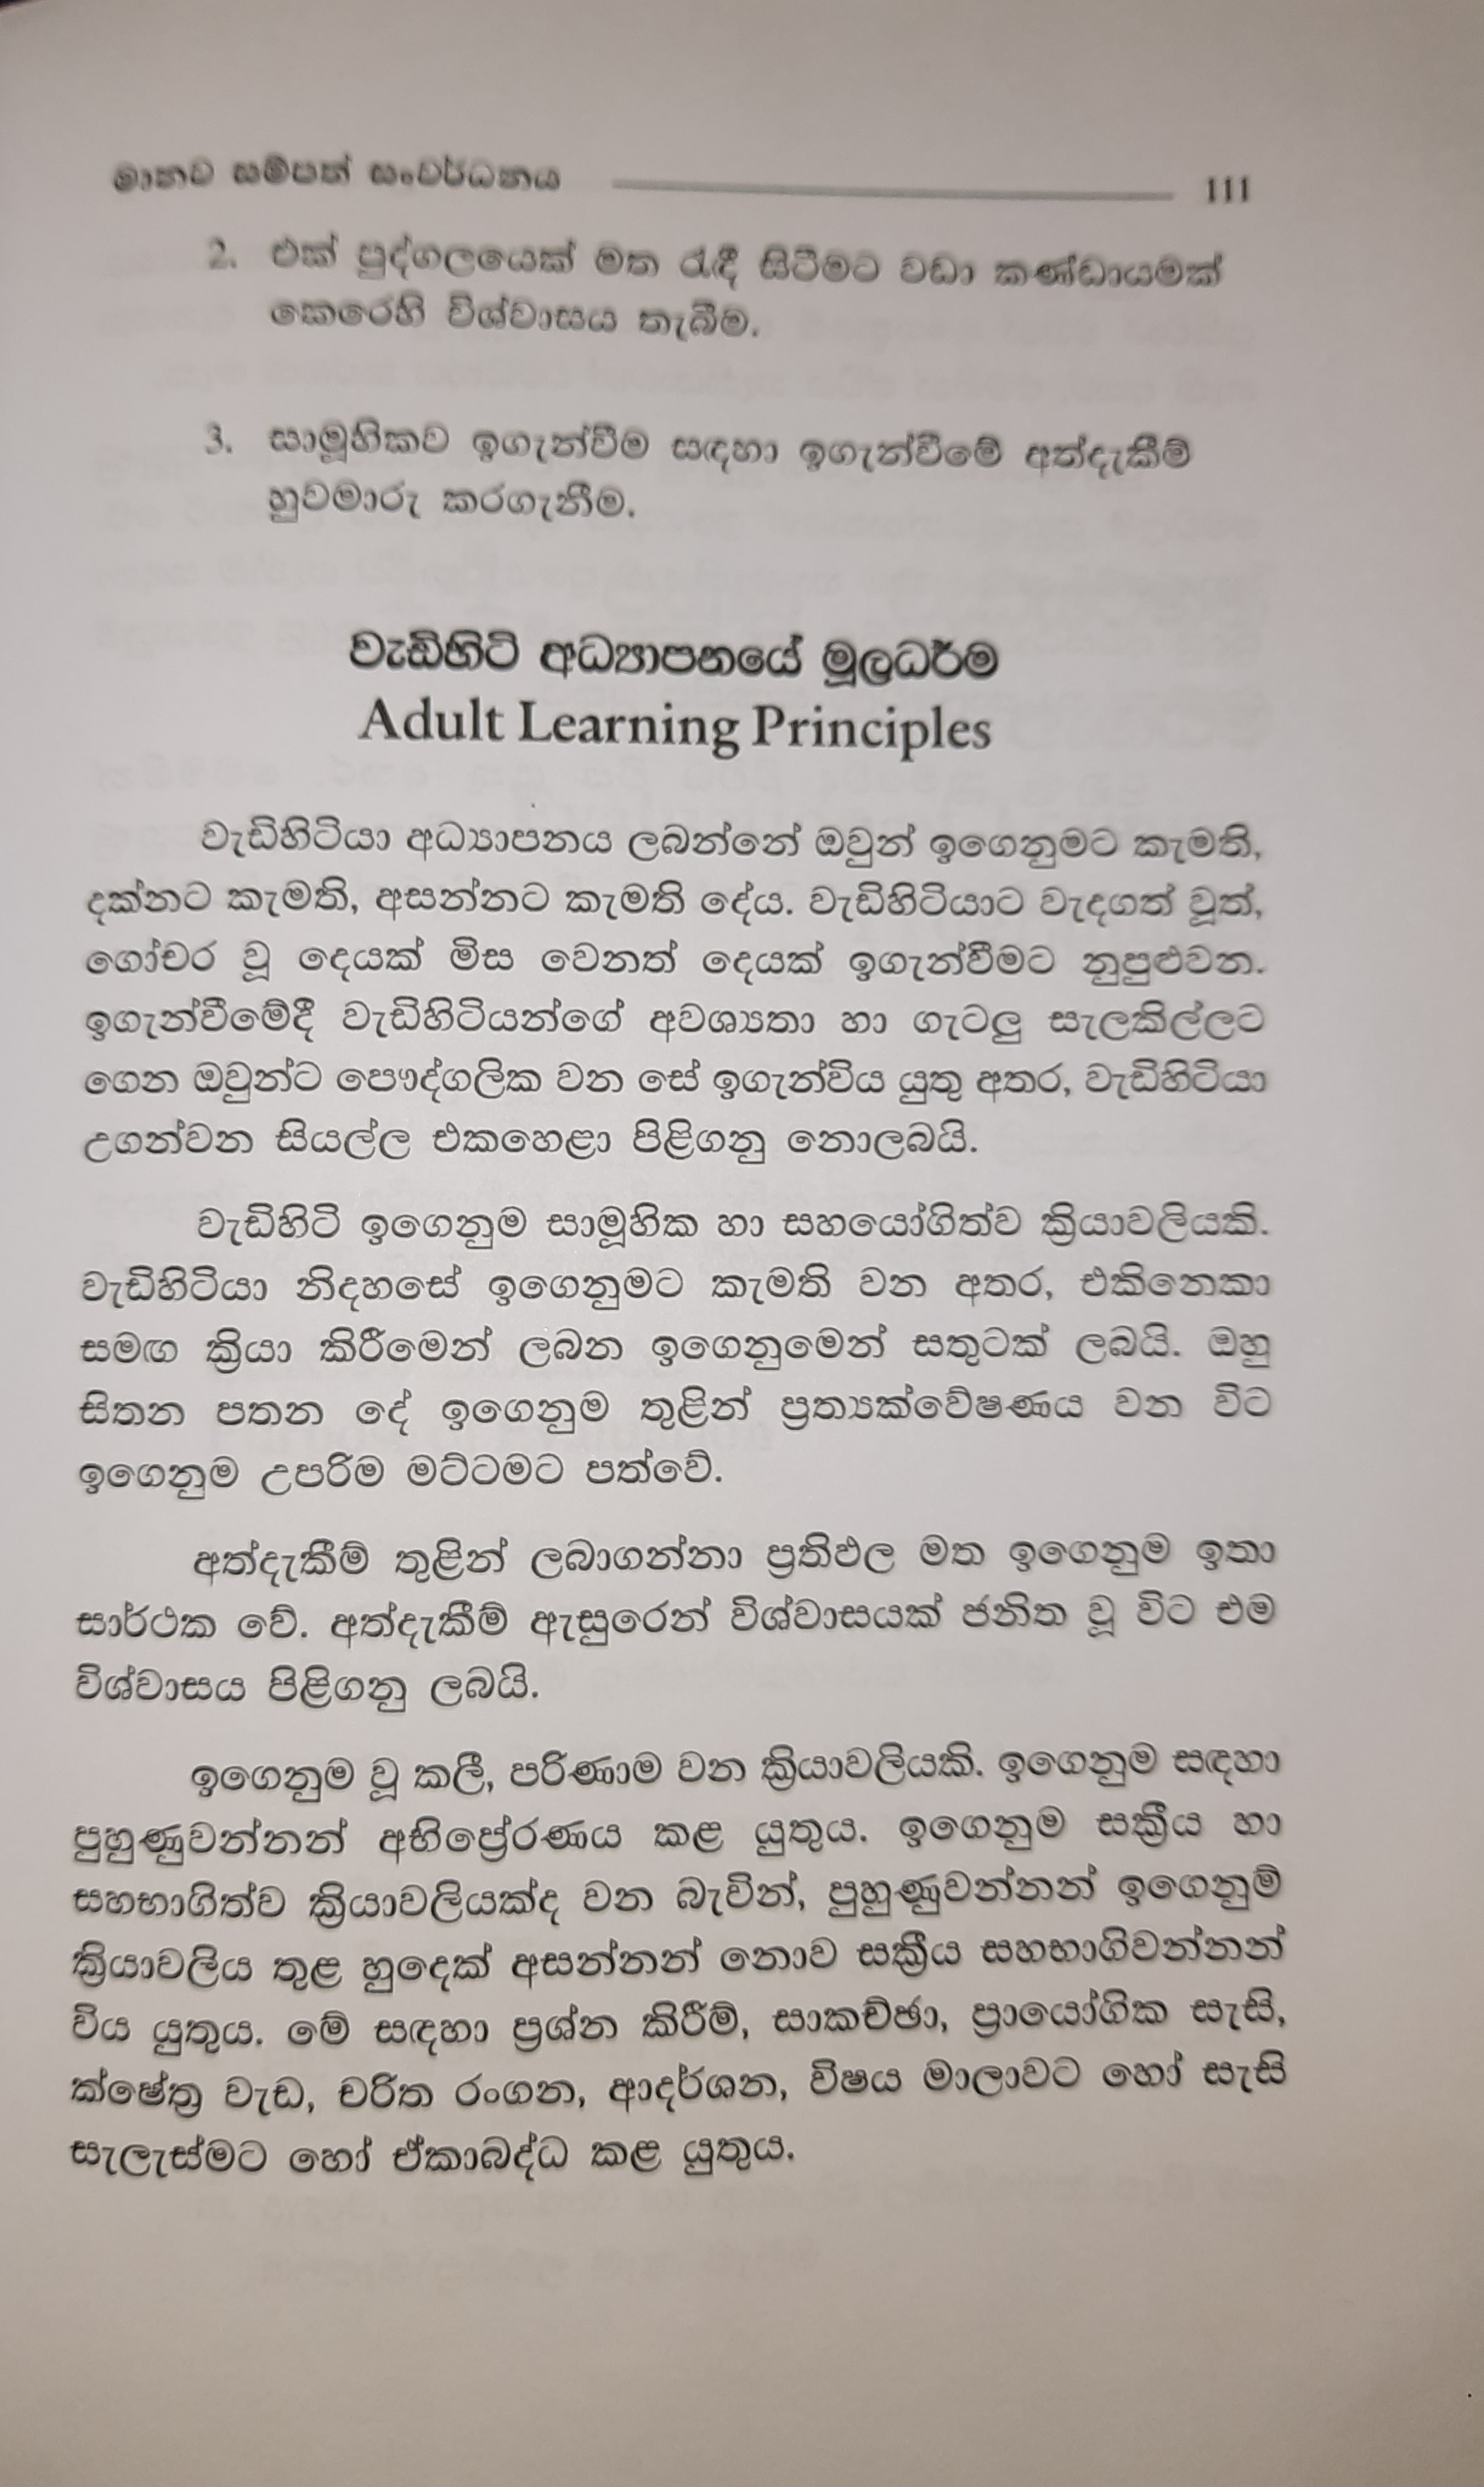 මානව සම්පත් සංවර්ධනය 111
2. එක් පුද්ගලයෙක් මත රැඳී සිටීමට වඩා කණ්ඩායමක්
කෙරෙහි විශ්වාසය තැබීම.
3. සාමූහිකව ඉගැන්වීම සඳහා ඉගැන්වීමේ අත්දැකීම්
හුවමාරු කරගැනීම.
වැඩිහිටි අධ්‍යාපනයේ මූලධර්ම
Adult Learning Principles
වැඩිහිටියා අධ්‍යාපනය ලබන්නේ ඔවුන් ඉගෙනුමට කැමති,
දක්නට කැමති, අසන්නට කැමති දේය. වැඩිහිටියාට වැදගත් වූත්,
ගෝචර වූ දෙයක් මිස වෙනත් දෙයක් ඉගැන්වීමට නුපුළුවන.
ඉගැන්වීමේදී වැඩිහිටියන්ගේ අවශ්‍යතා හා ගැටලු සැලකිල්ලට
ගෙන ඔවුන්ට පෞද්ගලික වන සේ ඉගැන්විය යුතු අතර, වැඩිහිටියා
උගන්වන සියල්ල එකහෙළා පිළිගනු නොලබයි.
වැඩිහිටි ඉගෙනුම සාමූහික හා සහයෝගිත්ව ක්‍රියාවලියකි.
වැඩිහිටියා නිදහසේ ඉගෙනුමට කැමති වන අතර, එකිනෙකා
සමඟ ක්‍රියා කිරීමෙන් ලබන ඉගෙනුමෙන් සතුටක් ලබයි. ඔහු
සිතන පතන දේ ඉගෙනුම තුළින් ප්‍රත්‍යක්වේෂණය වන විට
ඉගෙනුම උපරිම මට්ටමට පත්වේ.
අත්දැකීම් තුළින් ලබාගන්නා ප්‍රතිඵල මත ඉගෙනුම ඉතා
සාර්ථක වේ. අත්දැකීම් ඇසුරෙන් විශ්වාසයක් ජනිත වූ විට එම
විශ්වාසය පිළිගනු ලබයි.
ඉගෙනුම වූ කලී, පරිණාම වන ක්‍රියාවලියකි. ඉගෙනුම සඳහා
පුහුණුවන්නන් අභිප්‍රේරණය කළ යුතුය. ඉගෙනුම සක්‍රීය හා
සහභාගිත්ව ක්‍රියාවලියක්ද වන බැවින්, පුහුණුවන්නන් ඉගෙනුම්
ක්‍රියාවලිය තුළ හුදෙක් අසන්නන් නොව සක්‍රීය සහභාගිවන්නන්
විය යුතුය. මේ සඳහා ප්‍රශ්න කිරීම්, සාකච්ඡා, ප්‍රායෝගික සැසි,
ක්ෂේත්‍ර වැඩ, චරිත රංගන, ආදර්ශන, විෂය මාලාවට හෝ සැසි
සැලැස්මට හෝ ඒකාබද්ධ කළ යුතුය.